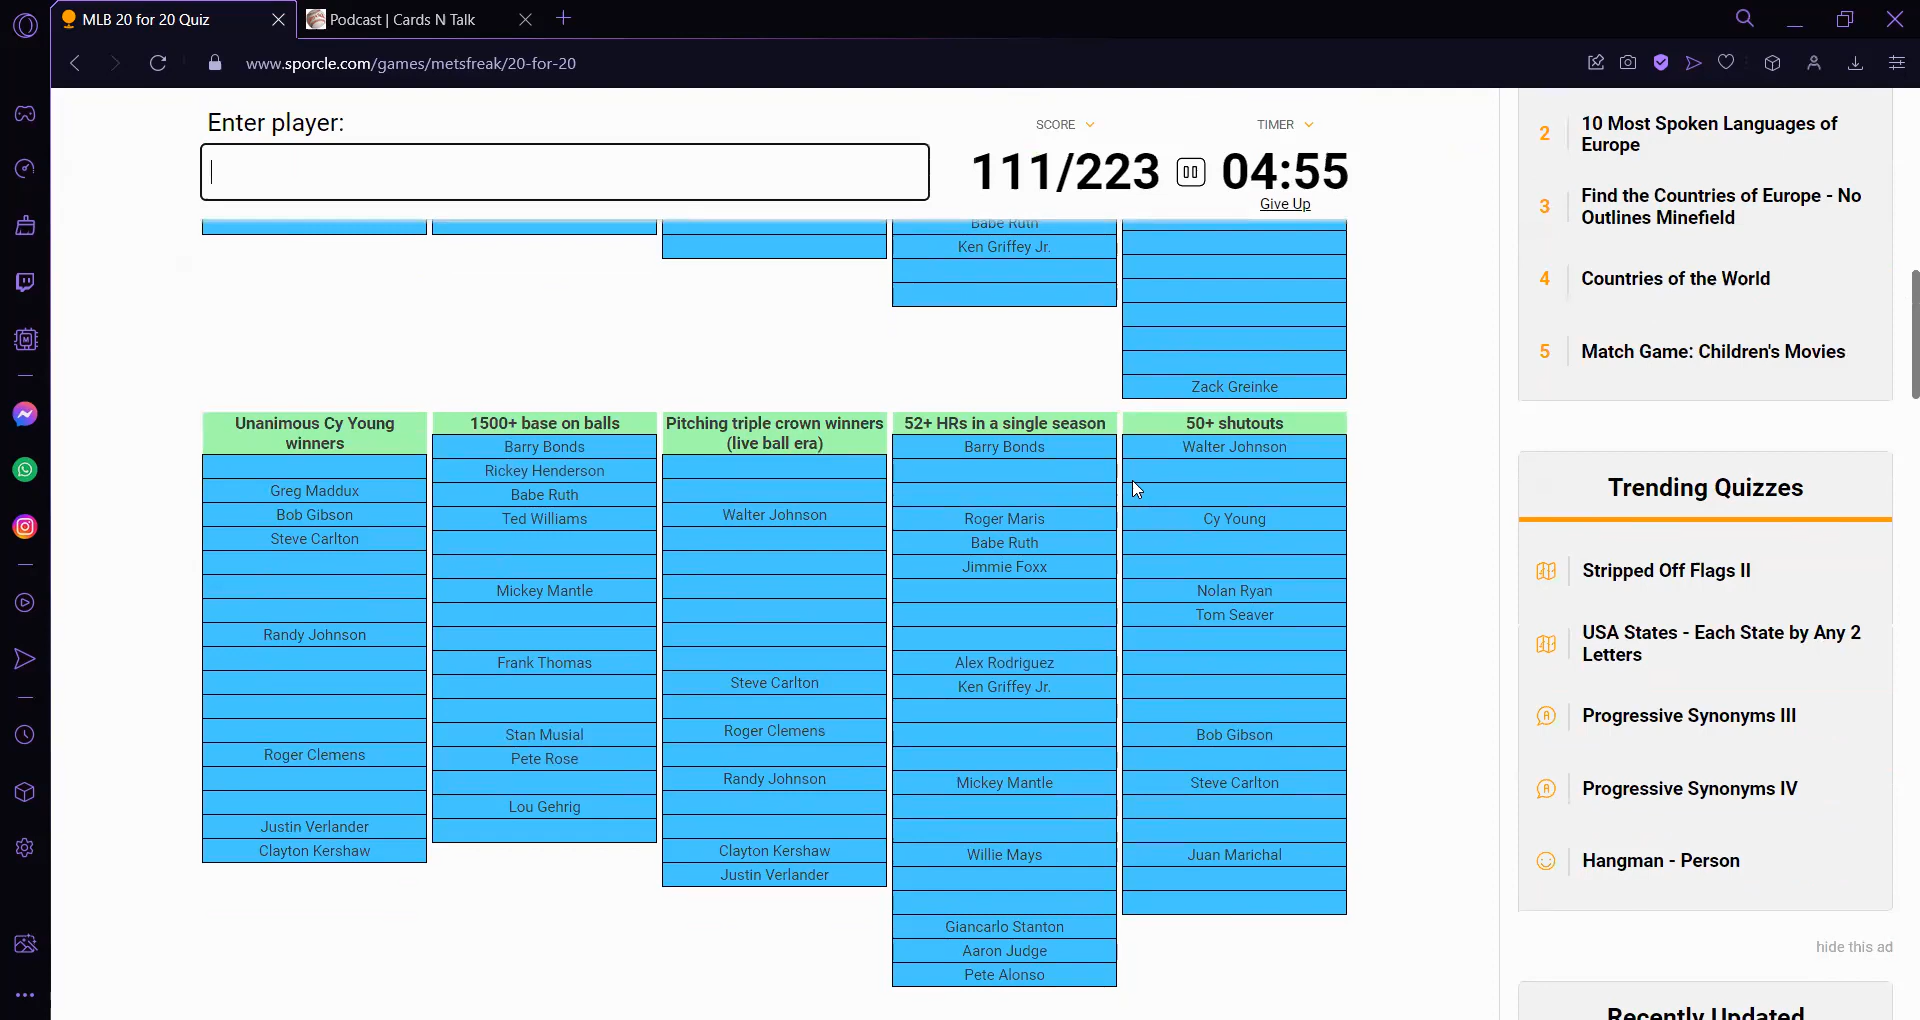 MLB 20 for 20 Quiz
Podcast | Cards N Talk
www.sporcle.com/games/metsfreak/20-for-20
Enter player:
SCORE
TIMER
111/223
04:55
Give Up
Babe Ruth
Ken Griffey Jr.
Zack Greinke
Unanimous Cy Young
winners
Greg Maddux
Bob Gibson
Steve Carlton
Randy Johnson
Roger Clemens
Justin Verlander
Clayton Kershaw
1500+ base on balls
Barry Bonds
Rickey Henderson
Babe Ruth
Ted Williams
Mickey Mantle
Frank Thomas
Stan Musial
Pete Rose
Lou Gehrig
Pitching triple crown winners
(live ball era)
Walter Johnson
Steve Carlton
Roger Clemens
Randy Johnson
Clayton Kershaw
Justin Verlander
52+ HRs in a single season
Barry Bonds
Roger Maris
Babe Ruth
Jimmie Foxx
Alex Rodriguez
Ken Griffey Jr.
Mickey Mantle
Willie Mays
Giancarlo Stanton
Aaron Judge
Pete Alonso
50+ shutouts
Walter Johnson
Cy Young
Nolan Ryan
Tom Seaver
Bob Gibson
Steve Carlton
Juan Marichal
2
10 Most Spoken Languages of
Europe
3
Find the Countries of Europe - No
Outlines Minefield
4
Countries of the World
5
Match Game: Children's Movies
Trending Quizzes
Stripped Off Flags II
USA States - Each State by Any 2
Letters
Progressive Synonyms III
Progressive Synonyms IV
Hangman - Person
hide this ad
Recently Updated